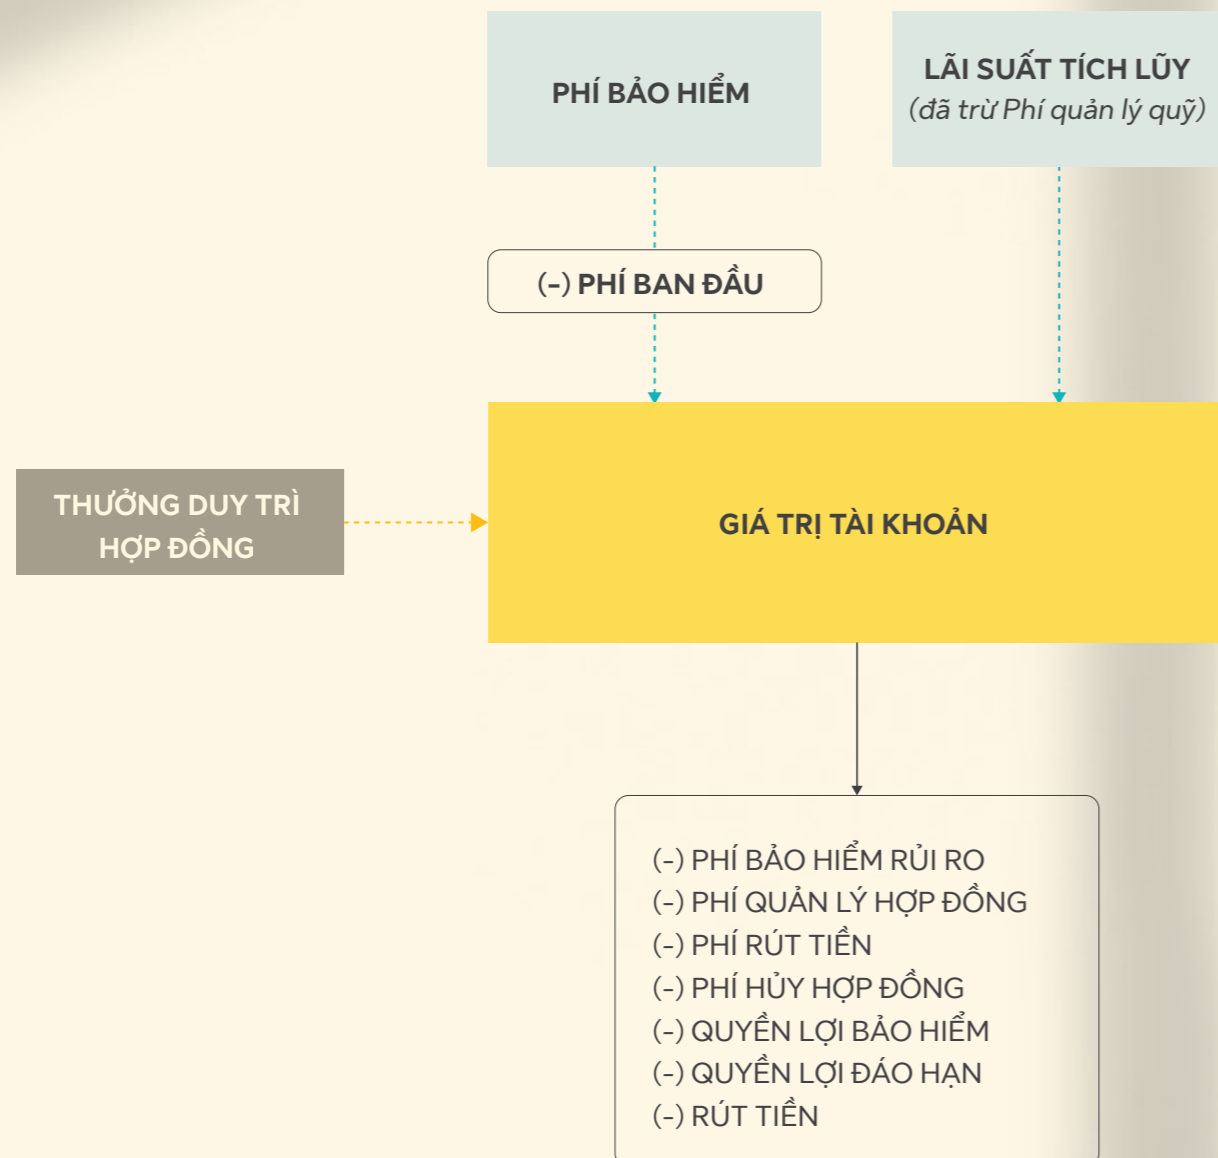 PHÍ BẢO HIỂM
LÃI SUẤT TÍCH LŨY
(đã trừ Phí quản lý quỹ)
(-) PHÍ BAN ĐẦU
THƯỞNG DUY TRÌ
HỢP ĐỒNG
GIÁ TRỊ TÀI KHOẢN
(-) PHÍ BẢO HIỂM RỦI RO
(-) PHÍ QUẢN LÝ HỢP ĐỒNG
(-) PHÍ RÚT TIỀN
(-) PHÍ HỦY HỢP ĐỒNG
(-) QUYỀN LỢI BẢO HIỂM
(-) QUYỀN LỢI ĐÁO HẠN
(-) RÚT TIỀN